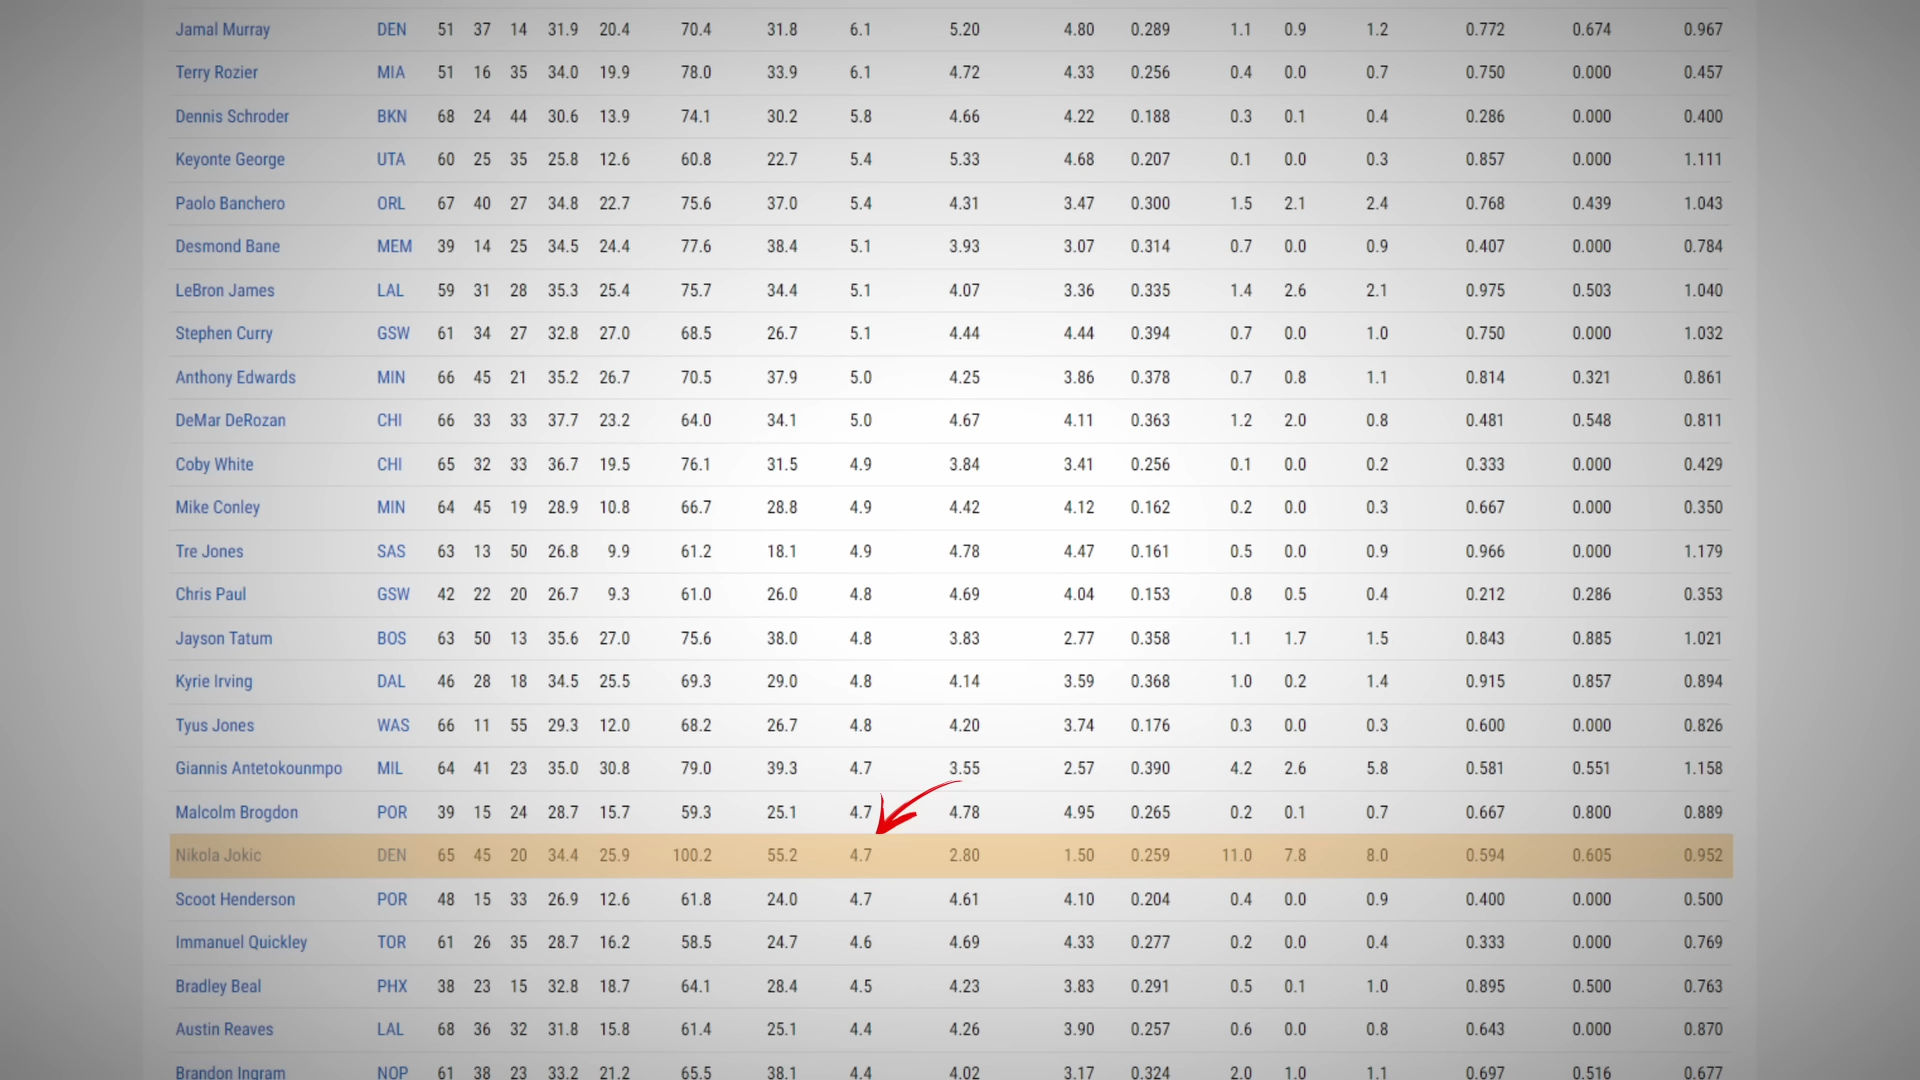 Jamal Murray DEN 51 37 14 31.9 20.4 70.4 31.8 6.1 5.20 4.80 0.289 1.1 0.9 1.2 0.772 0.674 0.967
Terry Rozier MIA 51 16 35 34.0 19.9 78.0 33.9 6.1 4.72 4.33 0.256 0.4 0.0 0.7 0.750 0.000 0.457
Dennis Schroder BKN 68 24 44 30.6 13.9 74.1 30.2 5.8 4.66 4.22 0.188 0.3 0.1 0.4 0.286 0.000 0.400
Keyonte George UTA 60 25 35 25.8 12.6 60.8 22.7 5.4 5.33 4.68 0.207 0.1 0.0 0.3 0.857 0.000 1.111
Paolo Banchero ORL 67 40 27 34.8 22.7 75.6 37.0 5.4 4.31 3.47 0.300 1.5 2.1 2.4 0.768 0.439 1.043
Desmond Bane MEM 39 14 25 34.5 24.4 77.6 38.4 5.1 3.93 3.07 0.314 0.7 0.0 0.9 0.407 0.000 0.784
LeBron James LAL 59 31 28 35.3 25.4 75.7 34.4 5.1 4.07 3.36 0.335 1.4 2.6 2.1 0.975 0.503 1.040
Stephen Curry GSW 61 34 27 32.8 27.0 68.5 26.7 5.1 4.44 4.44 0.394 0.7 0.0 1.0 0.750 0.000 1.032
Anthony Edwards MIN 66 45 21 35.2 26.7 70.5 37.9 5.0 4.25 3.86 0.378 0.7 0.8 1.1 0.814 0.321 0.861
DeMar DeRozan CHI 66 33 33 37.7 23.2 64.0 34.1 5.0 4.67 4.11 0.363 1.2 2.0 0.8 0.481 0.548 0.811
Coby White CHI 65 32 33 36.7 19.5 76.1 31.5 4.9 3.84 3.41 0.256 0.1 0.0 0.2 0.333 0.000 0.429
Mike Conley MIN 64 45 19 28.9 10.8 66.7 28.8 4.9 4.42 4.12 0.162 0.2 0.0 0.3 0.667 0.000 0.350
Tre Jones SAS 63 13 50 26.8 9.9 61.2 18.1 4.9 4.78 4.47 0.161 0.5 0.0 0.9 0.966 0.000 1.179
Chris Paul GSW 42 22 20 26.7 9.3 61.0 26.0 4.8 4.69 4.04 0.153 0.8 0.5 0.4 0.212 0.286 0.353
Jayson Tatum BOS 63 50 13 35.6 27.0 75.6 38.0 4.8 3.83 2.77 0.358 1.1 1.7 1.5 0.843 0.885 1.021
Kyrie Irving DAL 46 28 18 34.5 25.5 69.3 29.0 4.8 4.14 3.59 0.368 1.0 0.2 1.4 0.915 0.857 0.894
Tyus Jones WAS 66 11 55 29.3 12.0 68.2 26.7 4.8 4.20 3.74 0.176 0.3 0.0 0.3 0.600 0.000 0.826
Giannis Antetokounmpo MIL 64 41 23 35.0 30.8 79.0 39.3 4.7 3.55 2.57 0.390 4.2 2.6 5.8 0.581 0.551 1.158
Malcolm Brogdon POR 39 15 24 28.7 15.7 59.3 25.1 4.7 4.78 4.95 0.265 0.2 0.1 0.7 0.667 0.800 0.889
Nikola Jokic DEN 65 45 20 34.4 25.9 100.2 55.2 4.7 2.80 1.50 0.259 11.0 7.8 8.0 0.594 0.605 0.952
Scoot Henderson POR 48 15 33 26.9 12.6 61.8 24.0 4.7 4.61 4.10 0.204 0.4 0.0 0.9 0.400 0.000 0.500
Immanuel Quickley TOR 61 26 35 28.7 16.2 58.5 24.7 4.6 4.69 4.33 0.277 0.2 0.0 0.4 0.333 0.000 0.769
Bradley Beal PHX 38 23 15 32.8 18.7 64.1 28.4 4.5 4.23 3.83 0.291 0.5 0.1 1.0 0.895 0.500 0.763
Austin Reaves LAL 68 36 32 31.8 15.8 61.4 25.1 4.4 4.26 3.90 0.257 0.6 0.0 0.8 0.643 0.000 0.870
Brandon Ingram NOP 61 38 23 33.2 21.2 65.5 38.1 4.4 4.02 3.17 0.324 2.0 1.0 1.1 0.697 0.516 0.677